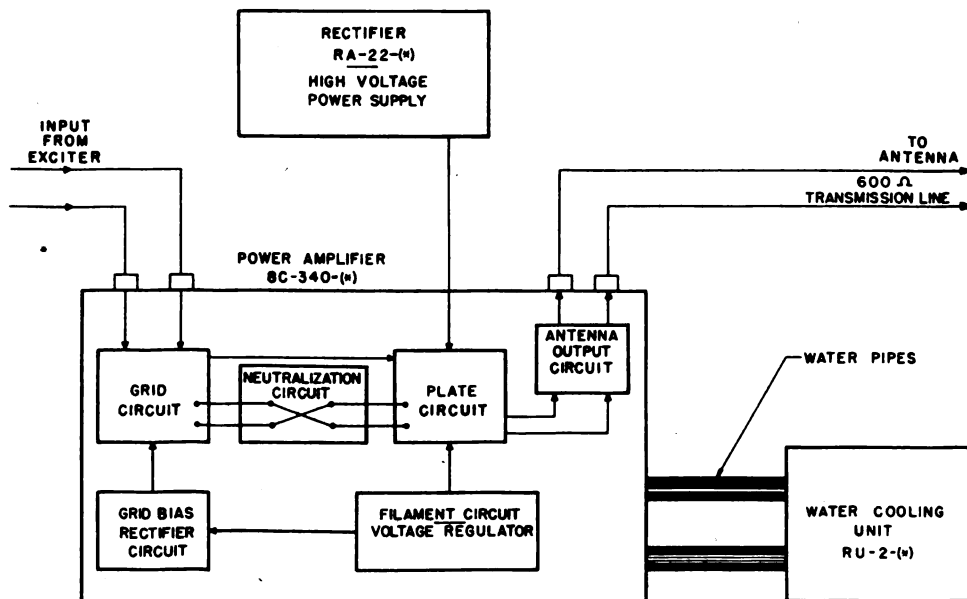 RECTIFIER
RA-22-(*)
HIGH VOLTAGE
POWER SUPPLY
INPUT
FROM
EXCITER
TO
ANTENNA
600 Ω
TRANSMISSION LINE
POWER AMPLIFIER
BC-340-(*)
GRID
CIRCUIT
NEUTRALIZATION
CIRCUIT
PLATE
CIRCUIT
ANTENNA
OUTPUT
CIRCUIT
WATER PIPES
GRID BIAS
RECTIFIER
CIRCUIT
FILAMENT CIRCUIT
VOLTAGE REGULATOR
WATER COOLING
UNIT
RU-2-(*)